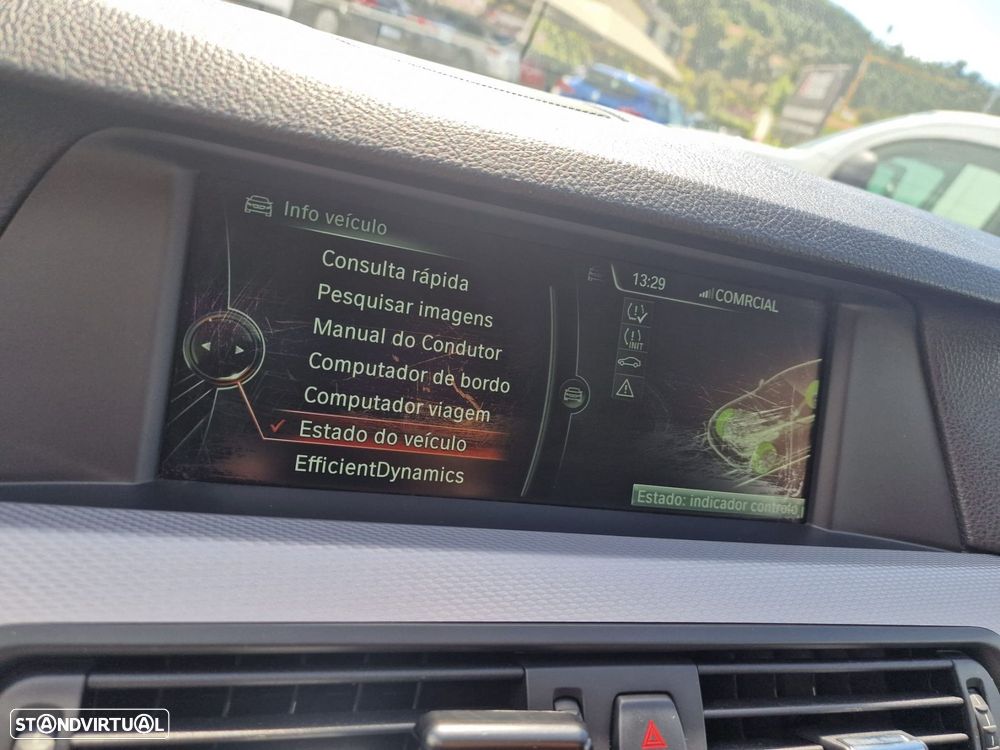 Info veículo
Consulta rápida
Pesquisar imagens
Manual do Condutor
Computador de bordo
Computador viagem
Estado do veículo
EfficientDynamics
13:29
COMRCIAL
INIT
Estado: indicador controlo
STANDVIRTUAL